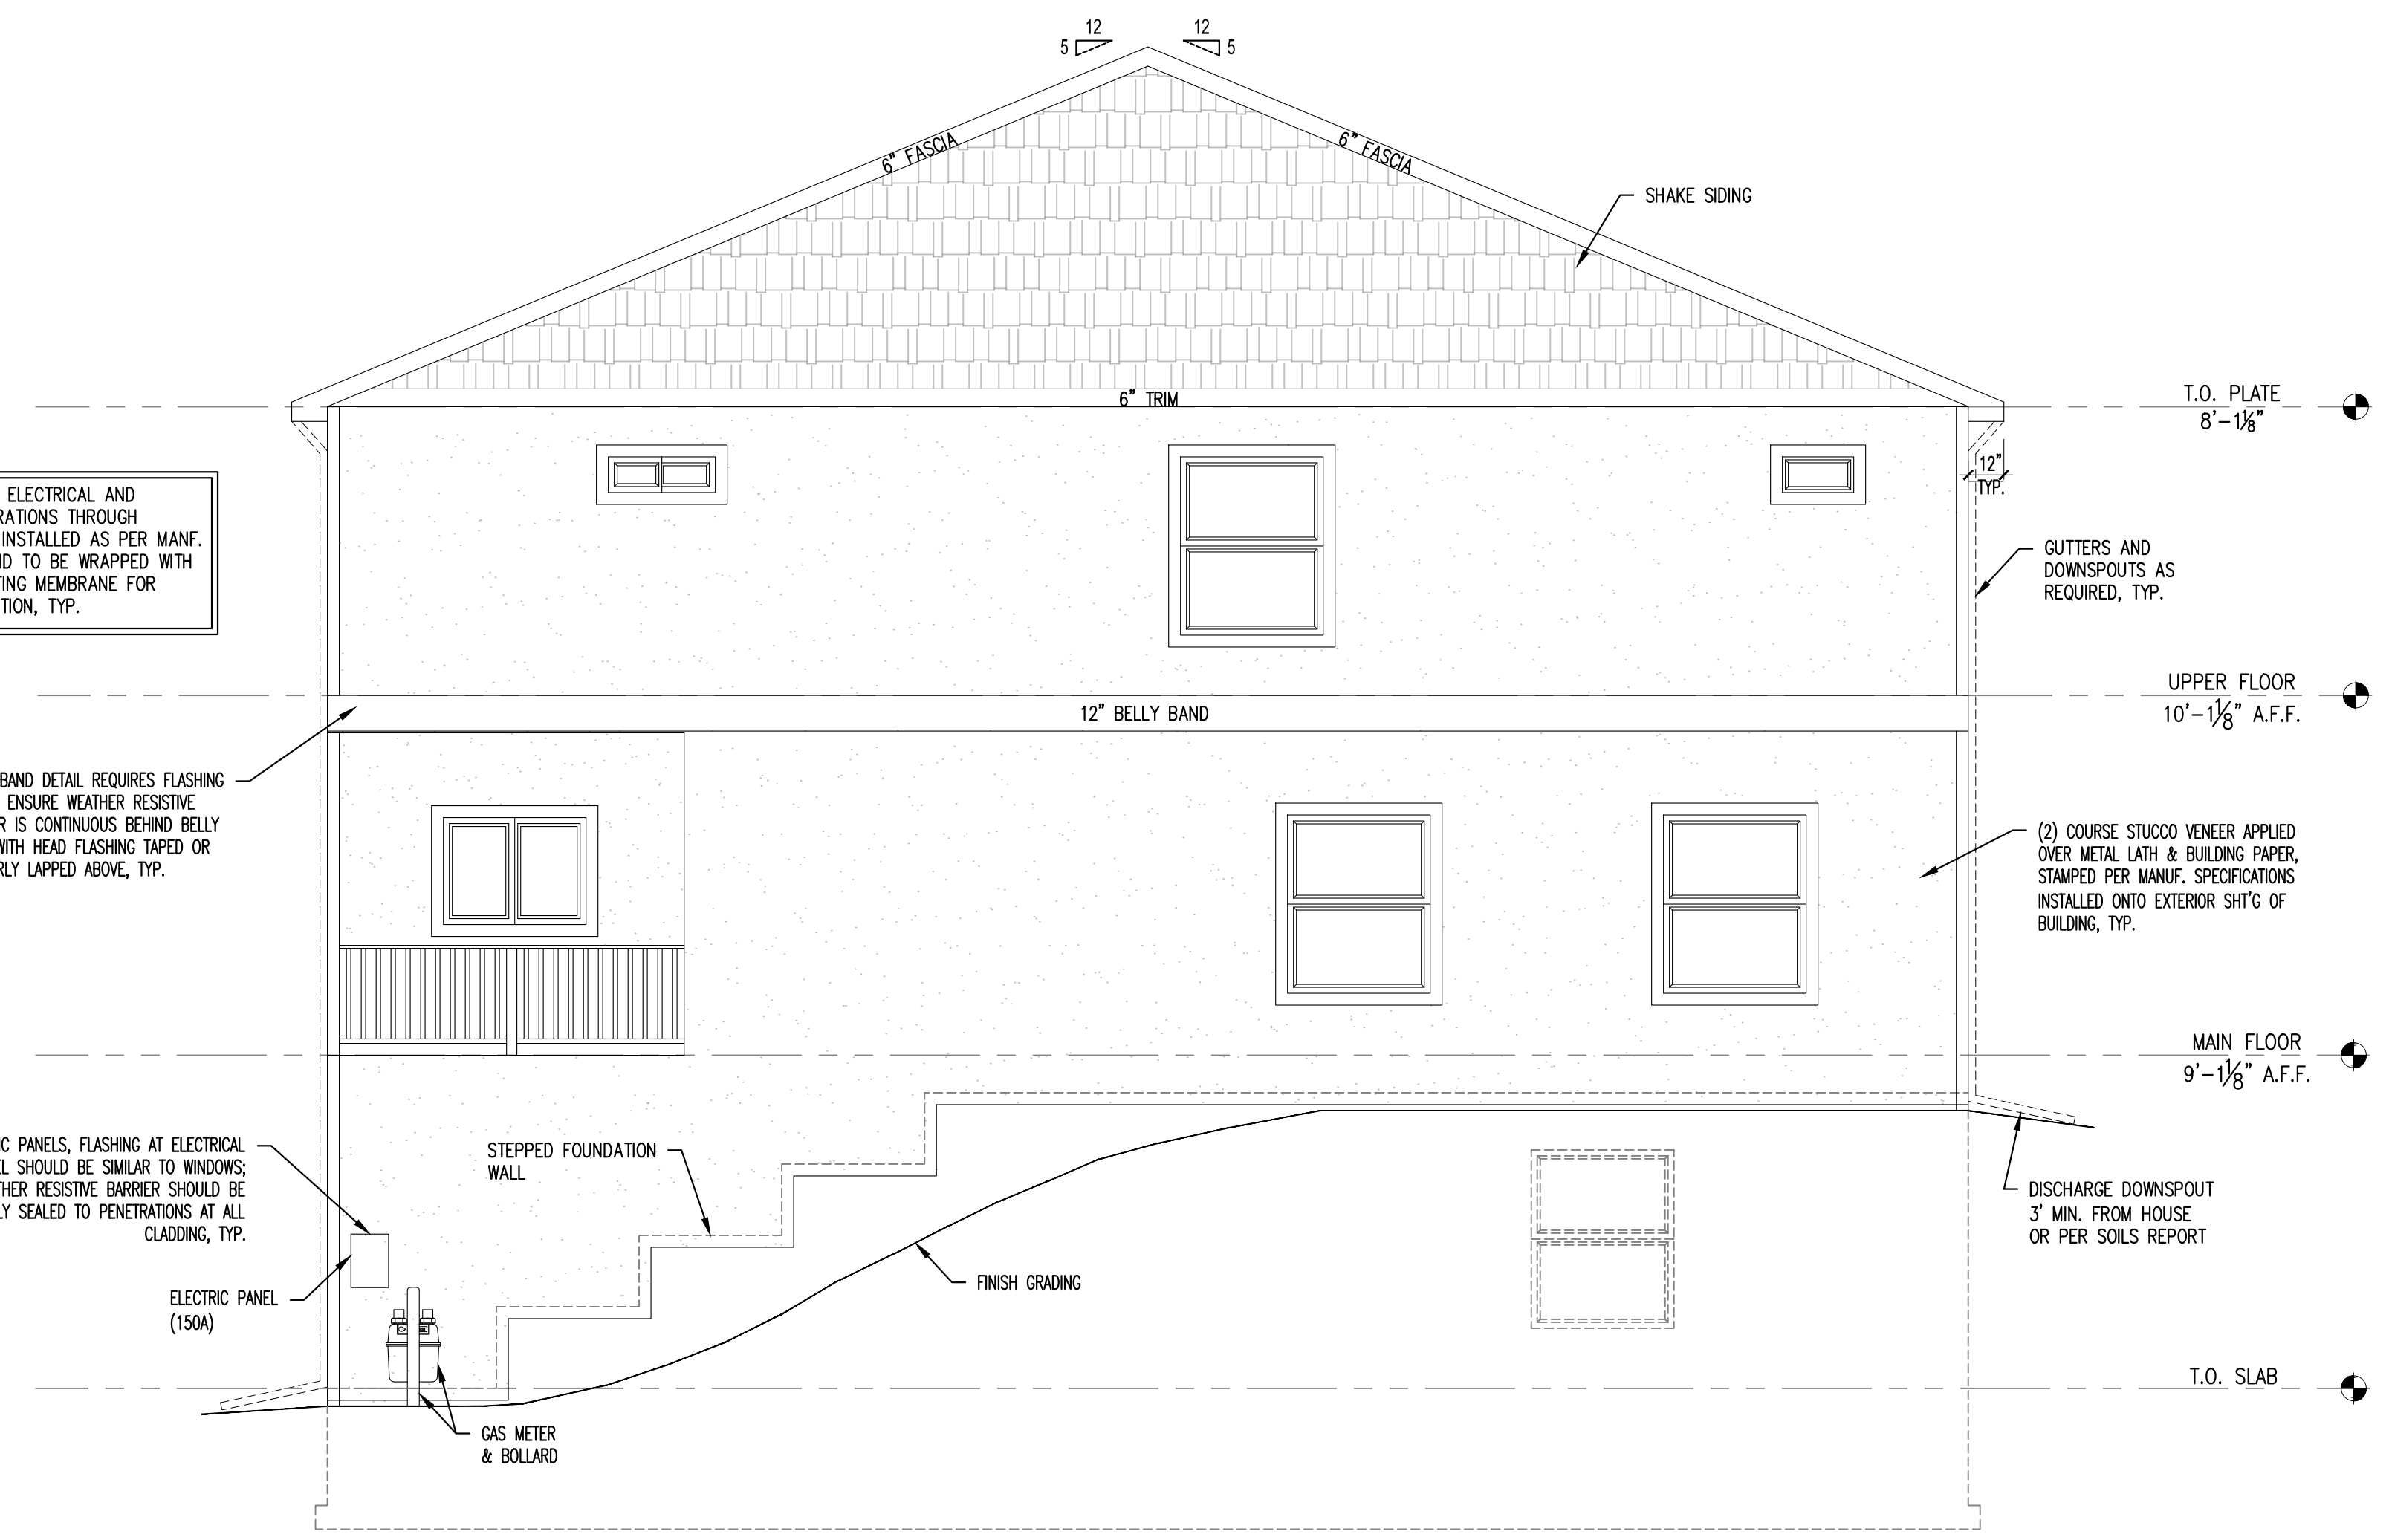 12 12
5 5
6" FASCIA
6" FASCIA
SHAKE SIDING
6" TRIM
T.O. PLATE
8'-1⅛"
12"
TYP.
ELECTRICAL AND
RATIONS THROUGH
INSTALLED AS PER MANF.
ID TO BE WRAPPED WITH
TING MEMBRANE FOR
TION, TYP.
GUTTERS AND
DOWNSPOUTS AS
REQUIRED, TYP.
UPPER FLOOR
10'-1⅛" A.F.F.
12" BELLY BAND
BAND DETAIL REQUIRES FLASHING
ENSURE WEATHER RESISTIVE
R IS CONTINUOUS BEHIND BELLY
WITH HEAD FLASHING TAPED OR
RLY LAPPED ABOVE, TYP.
(2) COURSE STUCCO VENEER APPLIED
OVER METAL LATH & BUILDING PAPER,
STAMPED PER MANUF. SPECIFICATIONS
INSTALLED ONTO EXTERIOR SHT'G OF
BUILDING, TYP.
MAIN FLOOR
9'-1⅛" A.F.F.
IC PANELS, FLASHING AT ELECTRICAL
EL SHOULD BE SIMILAR TO WINDOWS;
THER RESISTIVE BARRIER SHOULD BE
LY SEALED TO PENETRATIONS AT ALL
CLADDING, TYP.
STEPPED FOUNDATION
WALL
DISCHARGE DOWNSPOUT
3' MIN. FROM HOUSE
OR PER SOILS REPORT
FINISH GRADING
ELECTRIC PANEL
(150A)
T.O. SLAB
GAS METER
& BOLLARD